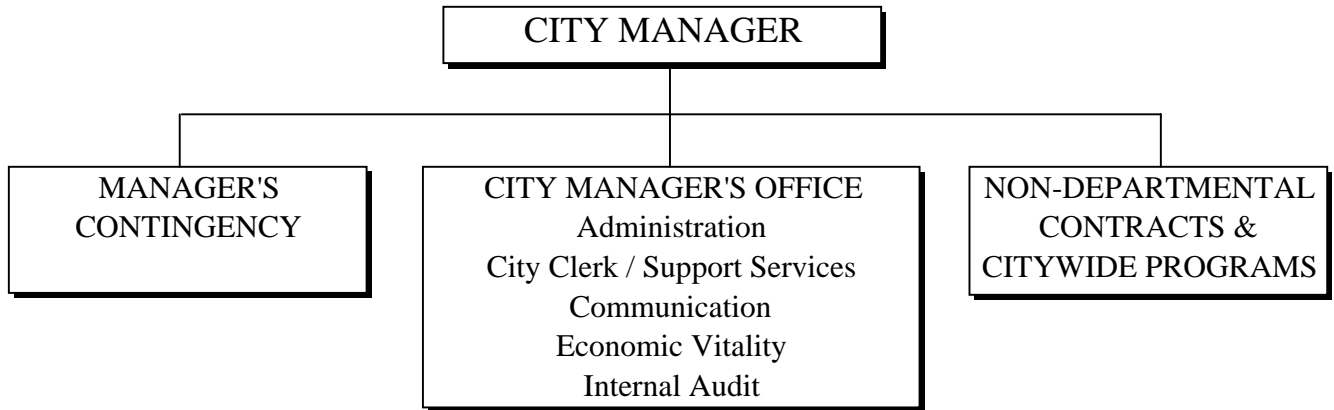 CITY MANAGER
MANAGER'S
CONTINGENCY
CITY MANAGER'S OFFICE
Administration
City Clerk / Support Services
Communication
Economic Vitality
Internal Audit
NON-DEPARTMENTAL
CONTRACTS &
CITYWIDE PROGRAMS